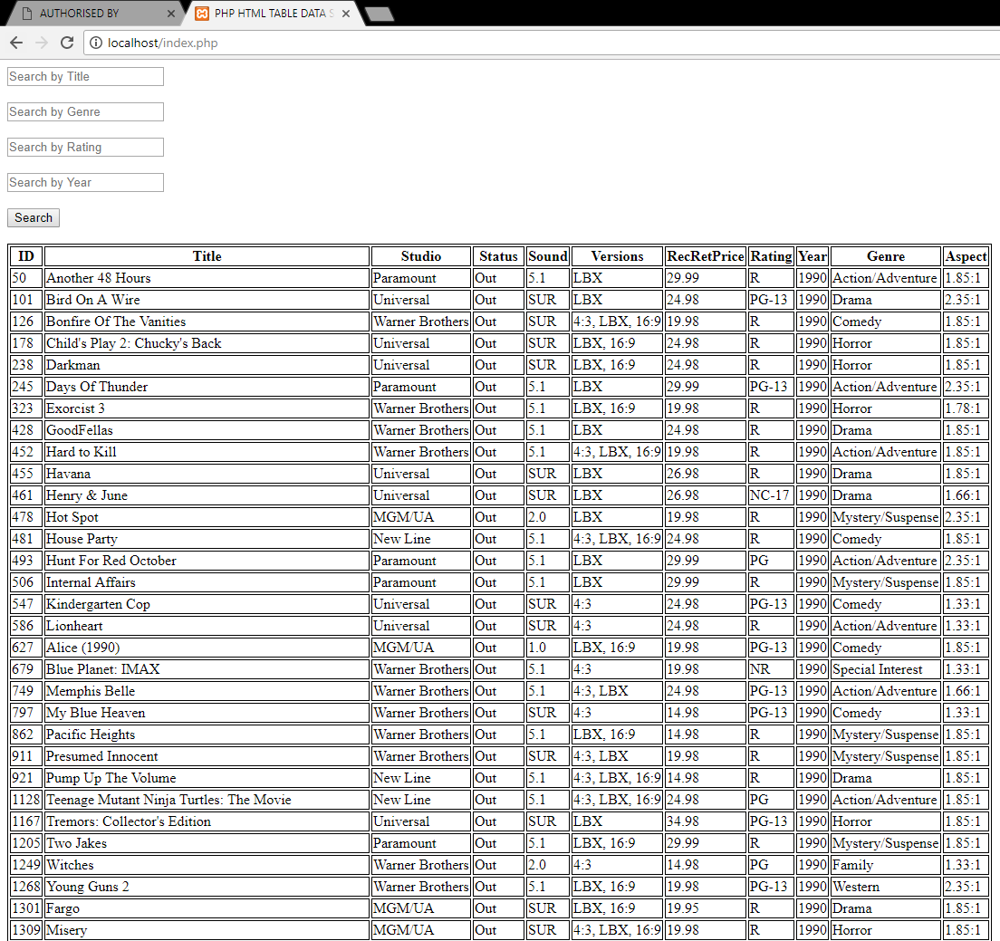 AUTHORISED BY
PHP HTML TABLE DATA S
localhost/index.php
Search by Title
Search by Genre
Search by Rating
Search by Year
Search
ID Title Studio Status Sound Versions RecRetPrice Rating Year Genre Aspect
50 Another 48 Hours Paramount Out 5.1 LBX 29.99 R 1990 Action/Adventure 1.85:1
101 Bird On A Wire Universal Out SUR LBX 24.98 PG-13 1990 Drama 2.35:1
126 Bonfire Of The Vanities Warner Brothers Out SUR 4:3, LBX, 16:9 19.98 R 1990 Comedy 1.85:1
178 Child's Play 2: Chucky's Back Universal Out SUR LBX, 16:9 24.98 R 1990 Horror 1.85:1
238 Darkman Universal Out SUR LBX, 16:9 24.98 R 1990 Horror 1.85:1
245 Days Of Thunder Paramount Out 5.1 LBX 29.99 PG-13 1990 Action/Adventure 2.35:1
323 Exorcist 3 Warner Brothers Out 5.1 LBX, 16:9 19.98 R 1990 Horror 1.78:1
428 GoodFellas Warner Brothers Out 5.1 LBX 24.98 R 1990 Drama 1.85:1
452 Hard to Kill Warner Brothers Out 5.1 4:3, LBX, 16:9 19.98 R 1990 Action/Adventure 1.85:1
455 Havana Universal Out SUR LBX 26.98 R 1990 Drama 1.85:1
461 Henry & June Universal Out SUR LBX 26.98 NC-17 1990 Drama 1.66:1
478 Hot Spot MGM/UA Out 2.0 LBX 19.98 R 1990 Mystery/Suspense 2.35:1
481 House Party New Line Out 5.1 4:3, LBX, 16:9 19.98 R 1990 Comedy 1.85:1
493 Hunt For Red October Paramount Out 5.1 LBX 29.99 PG 1990 Action/Adventure 2.35:1
506 Internal Affairs Paramount Out 5.1 LBX 29.99 R 1990 Mystery/Suspense 1.85:1
547 Kindergarten Cop Universal Out SUR 4:3 24.98 PG-13 1990 Comedy 1.33:1
586 Lionheart Universal Out SUR 4:3 24.98 R 1990 Action/Adventure 1.33:1
627 Alice (1990) MGM/UA Out 1.0 LBX, 16:9 19.98 PG-13 1990 Comedy 1.85:1
679 Blue Planet: IMAX Warner Brothers Out 5.1 4:3 19.98 NR 1990 Special Interest 1.33:1
749 Memphis Belle Warner Brothers Out 5.1 4:3, LBX 24.98 PG-13 1990 Action/Adventure 1.66:1
797 My Blue Heaven Warner Brothers Out SUR 4:3 14.98 PG-13 1990 Comedy 1.33:1
862 Pacific Heights Warner Brothers Out 5.1 LBX, 16:9 14.98 R 1990 Mystery/Suspense 1.85:1
911 Presumed Innocent Warner Brothers Out SUR 4:3, LBX 19.98 R 1990 Mystery/Suspense 1.85:1
921 Pump Up The Volume New Line Out 5.1 4:3, LBX, 16:9 14.98 R 1990 Drama 1.85:1
1128 Teenage Mutant Ninja Turtles: The Movie New Line Out 5.1 4:3, LBX, 16:9 24.98 PG 1990 Action/Adventure 1.85:1
1167 Tremors: Collector's Edition Universal Out SUR LBX 34.98 PG-13 1990 Horror 1.85:1
1205 Two Jakes Paramount Out 5.1 LBX, 16:9 29.99 R 1990 Mystery/Suspense 1.85:1
1249 Witches Warner Brothers Out 2.0 4:3 14.98 PG 1990 Family 1.33:1
1268 Young Guns 2 Warner Brothers Out 5.1 LBX, 16:9 19.98 PG-13 1990 Western 2.35:1
1301 Fargo MGM/UA Out SUR LBX, 16:9 19.95 R 1990 Drama 1.85:1
1309 Misery MGM/UA Out SUR 4:3, LBX, 16:9 19.98 R 1990 Horror 1.85:1